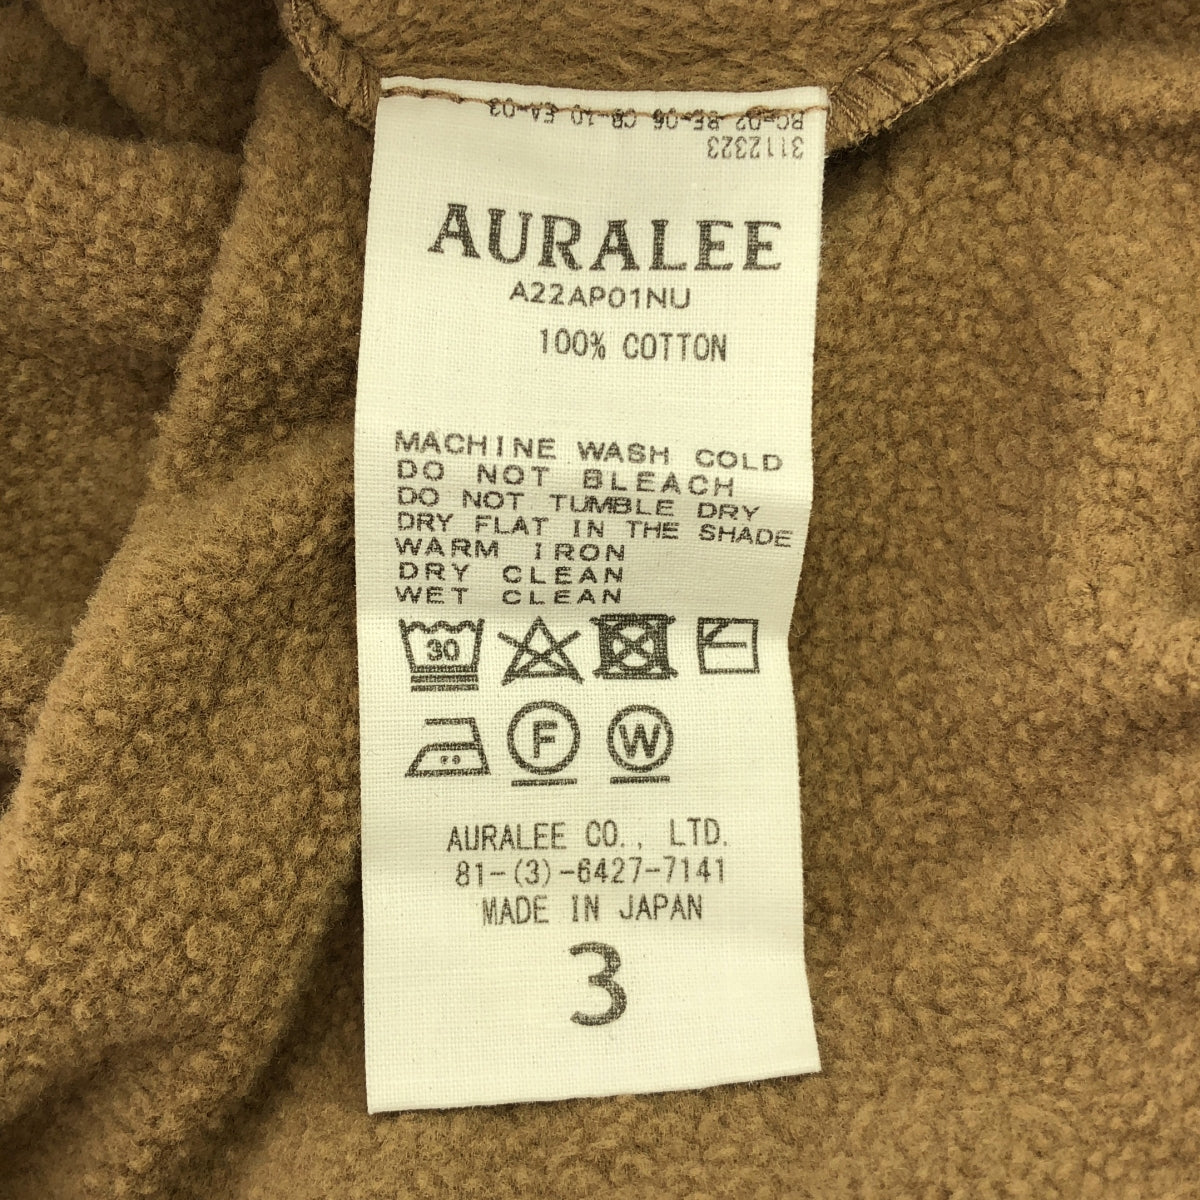 3112323
AURALEE
A22AP01NU
100% COTTON
MACHINE WASH COLD
DO NOT BLEACH
DO NOT TUMBLE DRY
DRY FLAT IN THE SHADE
WARM IRON
DRY CLEAN
WET CLEAN
30
F W
AURALEE CO., LTD.
81-(3)-6427-7141
MADE IN JAPAN
3